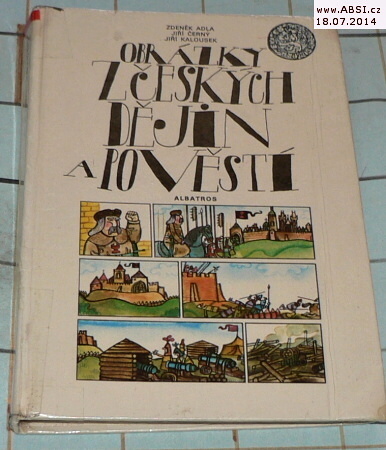 www.ABSI.cz
18.07.2014
ZDENĚK ADLA
JIŘÍ ČERNÝ
JIŘÍ KALOUSEK
OBRÁZKY
Z ČESKÝCH
DĚJIN
A POVĚSTÍ
ALBATROS